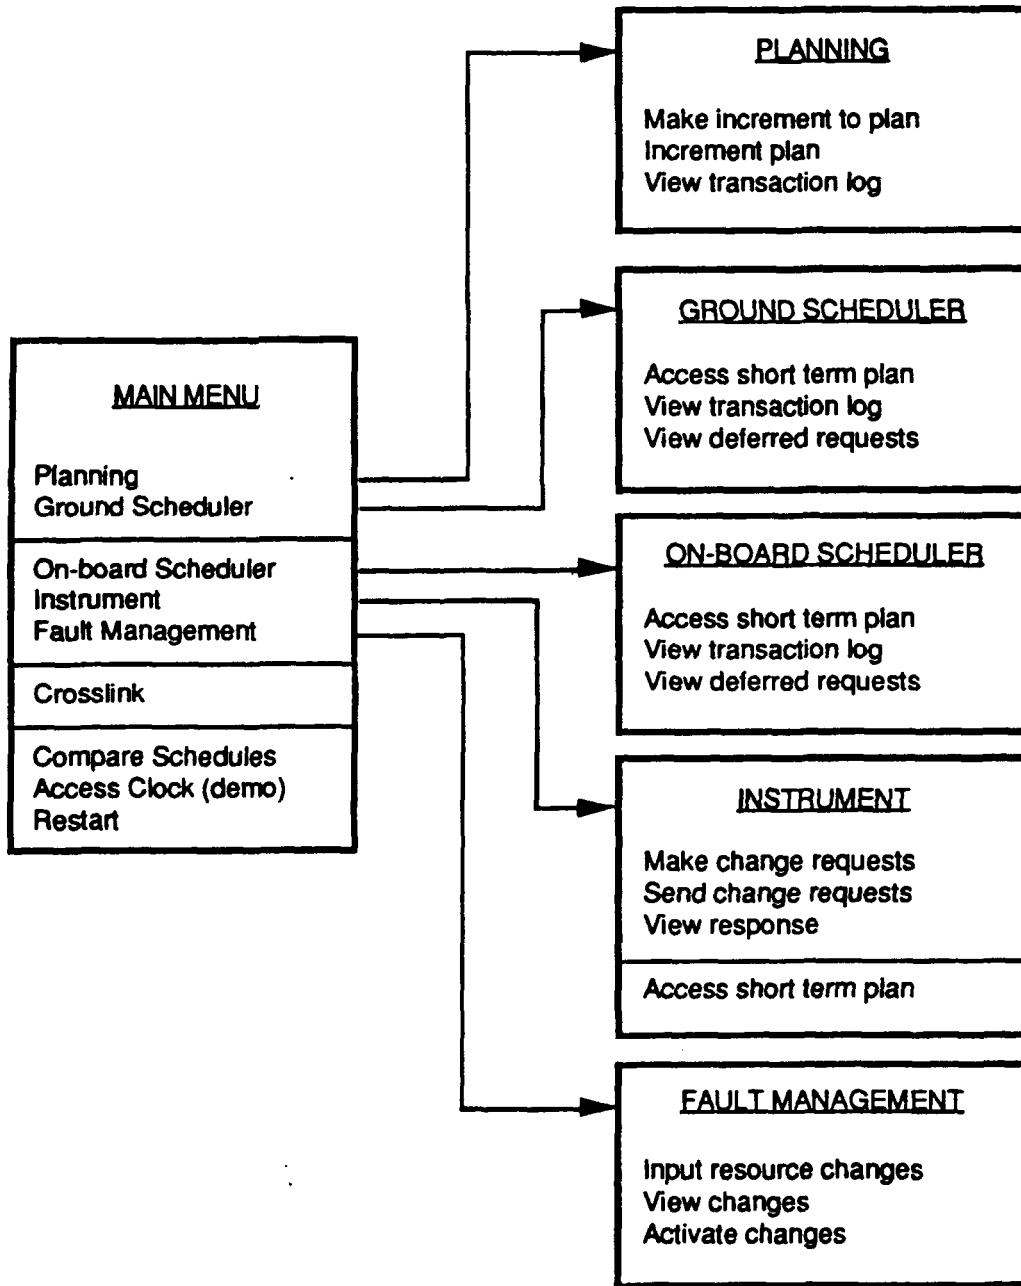 MAIN MENU
Planning
Ground Scheduler
On-board Scheduler
Instrument
Fault Management
Crosslink
Compare Schedules
Access Clock (demo)
Restart
PLANNING
Make increment to plan
Increment plan
View transaction log
GROUND SCHEDULER
Access short term plan
View transaction log
View deferred requests
ON-BOARD SCHEDULER
Access short term plan
View transaction log
View deferred requests
INSTRUMENT
Make change requests
Send change requests
View response
Access short term plan
FAULT MANAGEMENT
Input resource changes
View changes
Activate changes